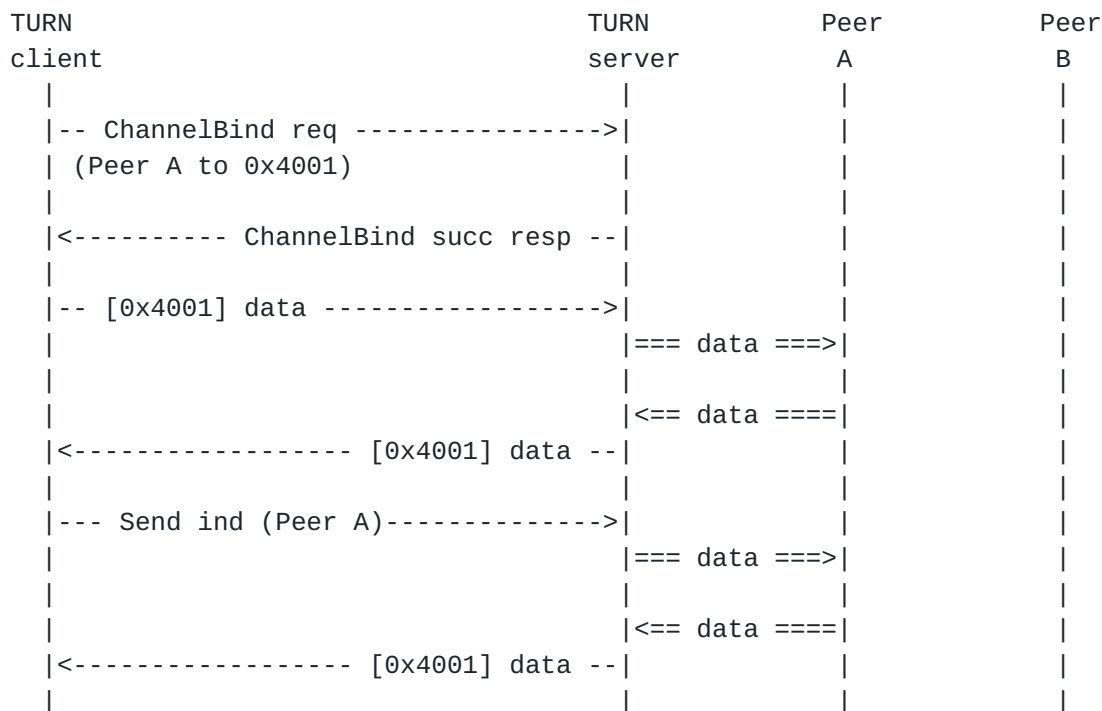 TURN                                 TURN           Peer          Peer
client                               server          A             B
  |                                    |             |             |
  |-- ChannelBind req ---------------->|             |             |
  | (Peer A to 0x4001)                 |             |             |
  |                                    |             |             |
  |<---------- ChannelBind succ resp --|             |             |
  |                                    |             |             |
  |-- [0x4001] data ------------------>|             |             |
  |                                    |=== data ===>|             |
  |                                    |             |             |
  |                                    |<== data ====|             |
  |<------------------ [0x4001] data --|             |             |
  |                                    |             |             |
  |--- Send ind (Peer A)-------------->|             |             |
  |                                    |=== data ===>|             |
  |                                    |             |             |
  |                                    |<== data ====|             |
  |<------------------ [0x4001] data --|             |             |
  |                                    |             |             |